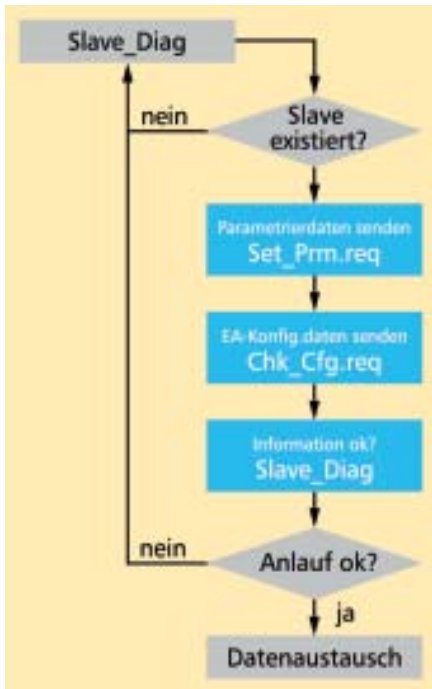 Slave_Diag
nein
Slave
existiert?
Parametrierdaten senden
Set_Prm.req
EA-Konfig.daten senden
Chk_Cfg.req
Information ok?
Slave_Diag
nein
Anlauf ok?
ja
Datenaustausch